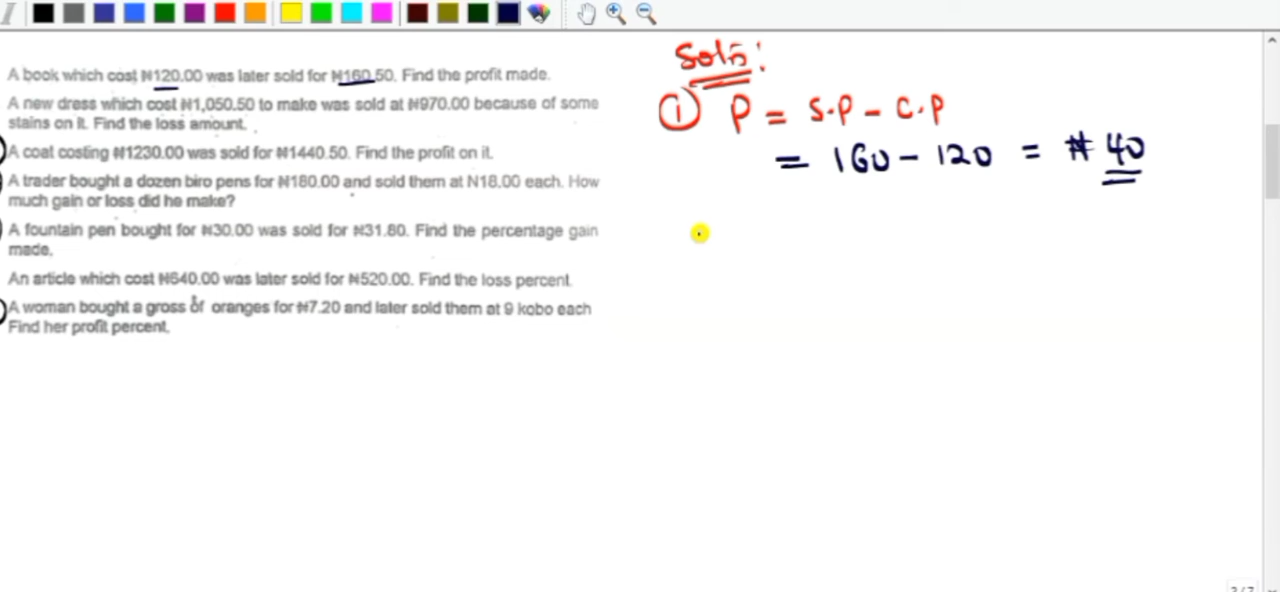 A book which cost ₦120.00 was later sold for ₦160.50. Find the profit made.
A new dress which cost ₦1,050.50 to make was sold at ₦970.00 because of some
stains on it. Find the loss amount.
A coat costing ₦1230.00 was sold for ₦1440.50. Find the profit on it.
A trader bought a dozen biro pens for ₦180.00 and sold them at N18.00 each. How
much gain or loss did he make?
A fountain pen bought for ₦30.00 was sold for ₦31.80. Find the percentage gain
made.
An article which cost ₦640.00 was later sold for ₦520.00. Find the loss percent.
A woman bought a gross of oranges for ₦7.20 and later sold them at 9 kobo each
Find her profit percent.
Soln:
① P = S.P - C.P
= 160 - 120 = ₦ 40